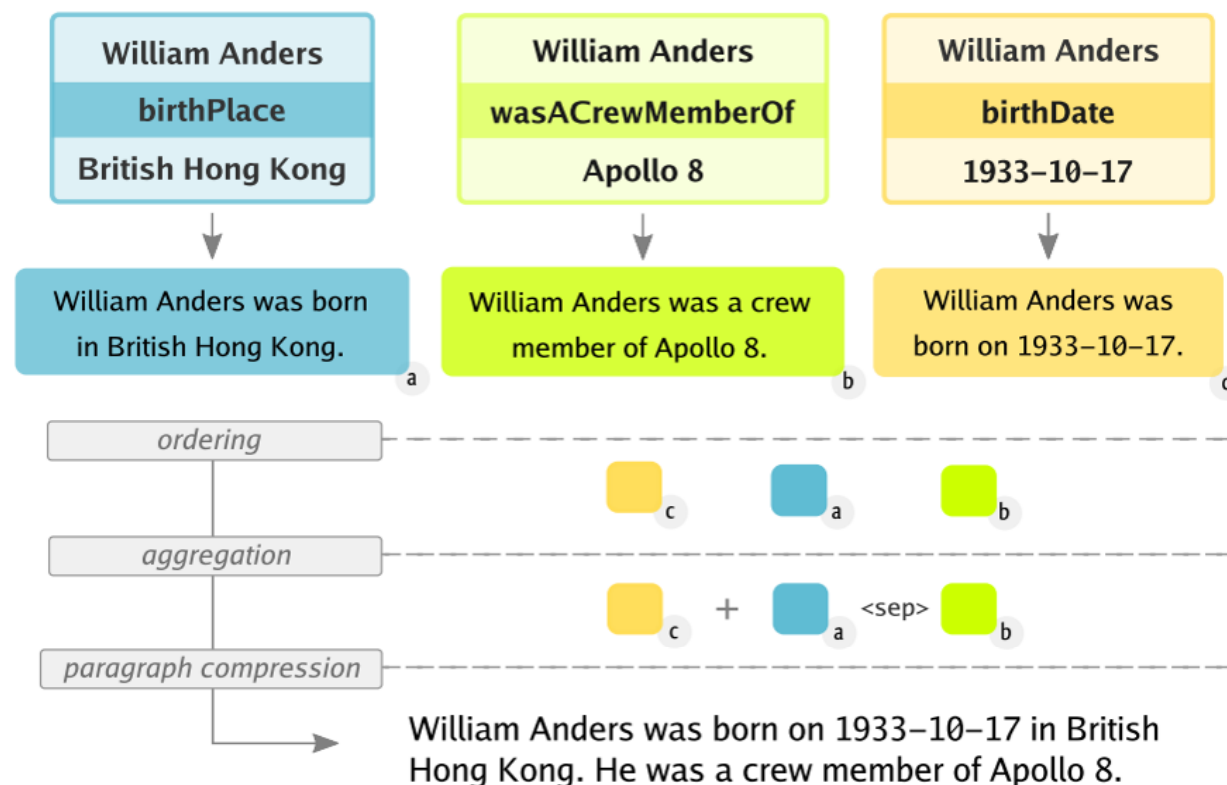 William Anders
birthPlace
British Hong Kong
William Anders
wasACrewMemberOf
Apollo 8
William Anders
birthDate
1933–10–17
William Anders was born
in British Hong Kong.
a
William Anders was a crew
member of Apollo 8.
b
William Anders was
born on 1933–10–17.
c
ordering
c a b
aggregation
c + a <sep> b
paragraph compression
William Anders was born on 1933–10–17 in British
Hong Kong. He was a crew member of Apollo 8.